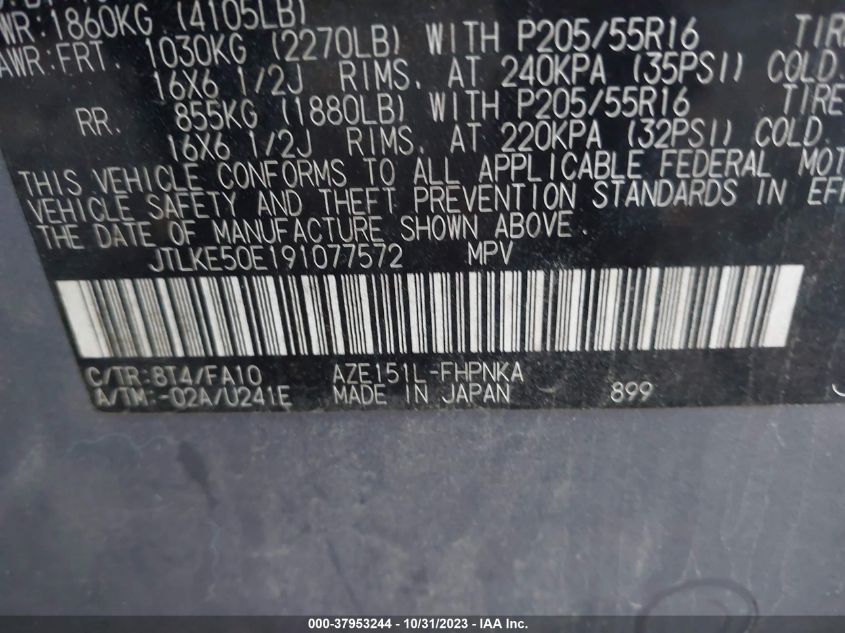 WR:1860KG (4105LB)
AWR:FRT. 1030KG (2270LB) WITH P205/55R16 TIRE
16X6 1/2J RIMS. AT 240KPA (35PSI) COLD.
RR. 855KG (1880LB) WITH P205/55R16 TIRE
16X6 1/2J RIMS. AT 220KPA (32PSI) COLD.
THIS VEHICLE CONFORMS TO ALL APPLICABLE FEDERAL MOT
VEHICLE SAFETY AND THEFT PREVENTION STANDARDS IN EFF
THE DATE OF MANUFACTURE SHOWN ABOVE.
JTLKE50E191077572 MPV
C/TR:8T4/FA10 AZE151L-FHPNKA
A/TM:-02A/U241E MADE IN JAPAN 899
000-37953244 - 10/31/2023 - IAA Inc.